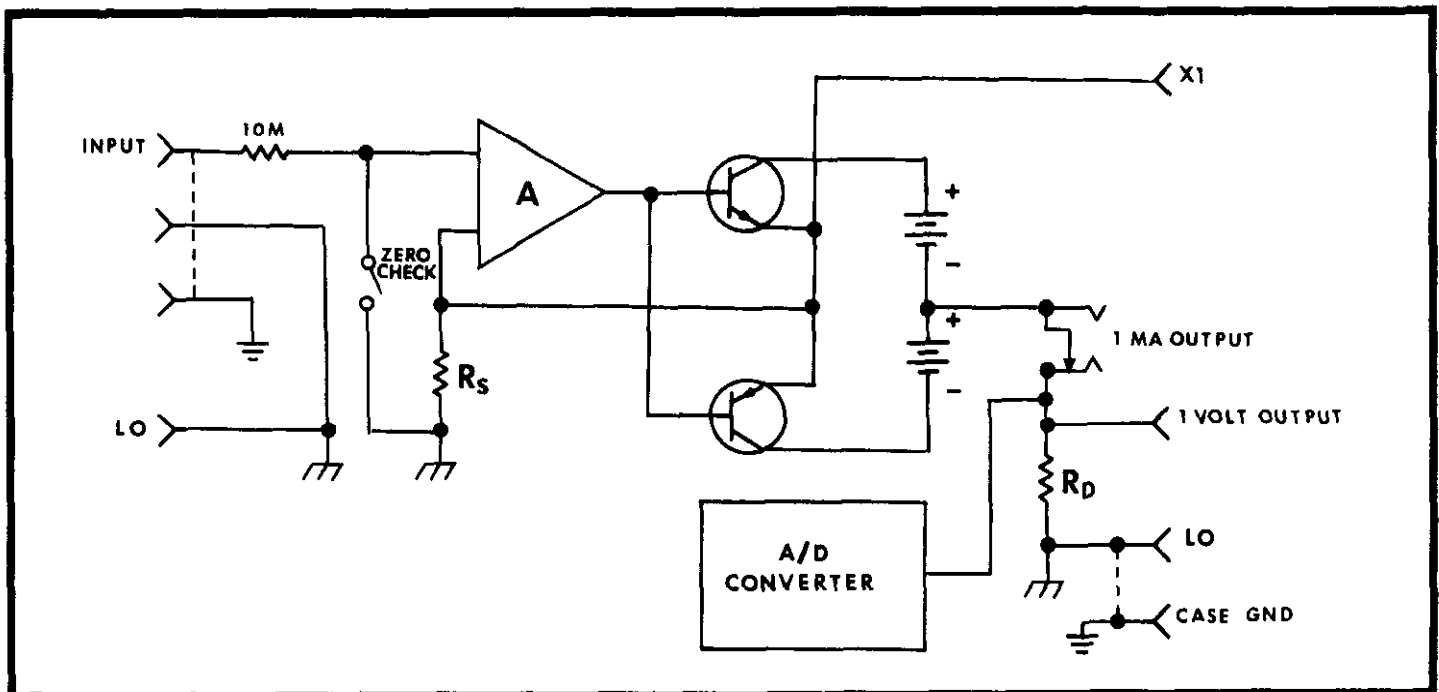 X1
INPUT
10M
A
+
ZERO
CHECK
-
+
1 MA OUTPUT
RS
-
LO
1 VOLT OUTPUT
RD
A/D
CONVERTER
LO
CASE GND